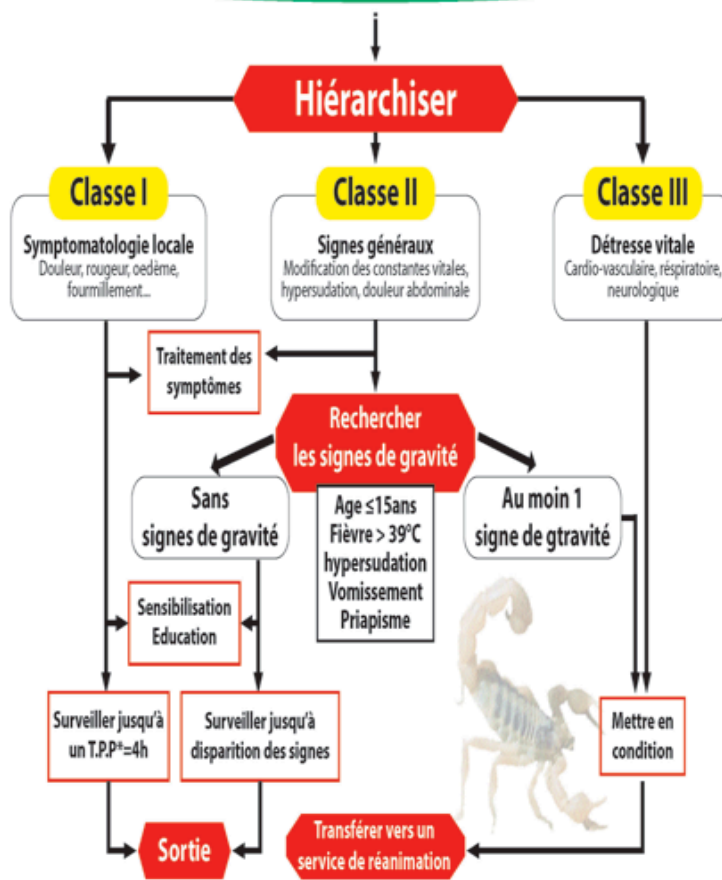 Hiérarchiser
Classe I
Symptomatologie locale
Douleur, rougeur, oedème,
fourmillement...
Classe II
Signes généraux
Modification des constantes vitales,
hypersudation, douleur abdominale
Classe III
Détresse vitale
Cardio-vasculaire, réspiratoire,
neurologique
Traitement des
symptômes
Rechercher
les signes de gravité
Sans
signes de gravité
Age ≤15ans
Fièvre > 39°C
hypersudation
Vomissement
Priapisme
Au moin 1
signe de gtravité
Sensibilisation
Education
Surveiller jusqu'à
un T.P.P*=4h
Surveiller jusqu'à
disparition des signes
Mettre en
condition
Sortie
Transférer vers un
service de réanimation